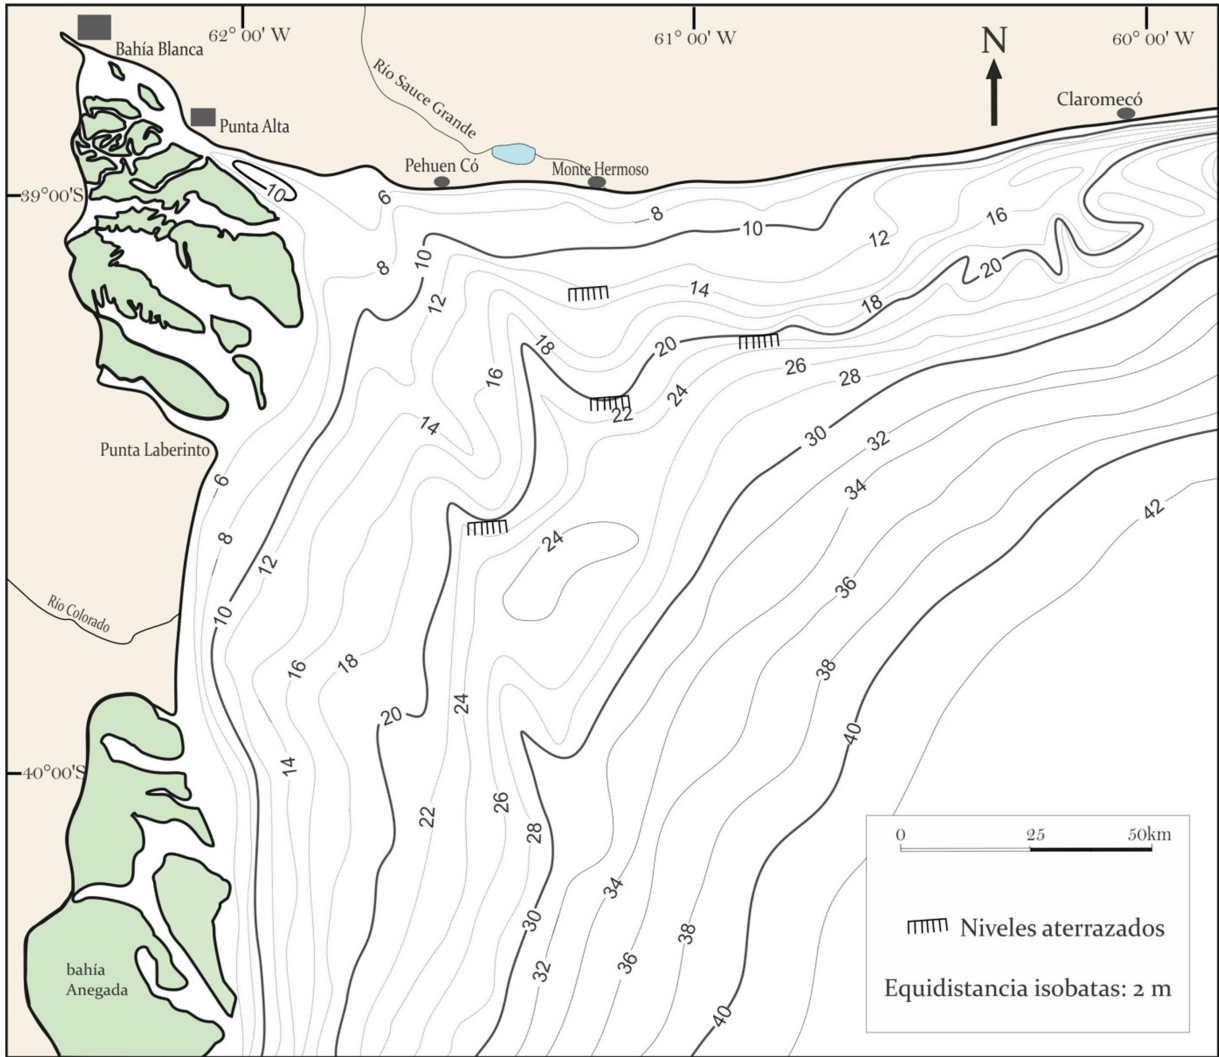 62° 00' W
61° 00' W
60° 00' W
Bahía Blanca
N
Río Sauce Grande
Claromecó
Punta Alta
Pehuen Có
Monte Hermoso
39°00'S
10
6
8
10
16
12
8
10
20
12
14
18
18
20
16
26
28
24
22
14
30
32
Punta Laberinto
6
34
42
8
24
12
36
10
Río Colorado
16
18
38
24
20
40
40°00'S
14
26
22
28
0
25
50km
34
30
38
Niveles aterrazados
32
36
bahía
Anegada
Equidistancia isobatas: 2 m
40